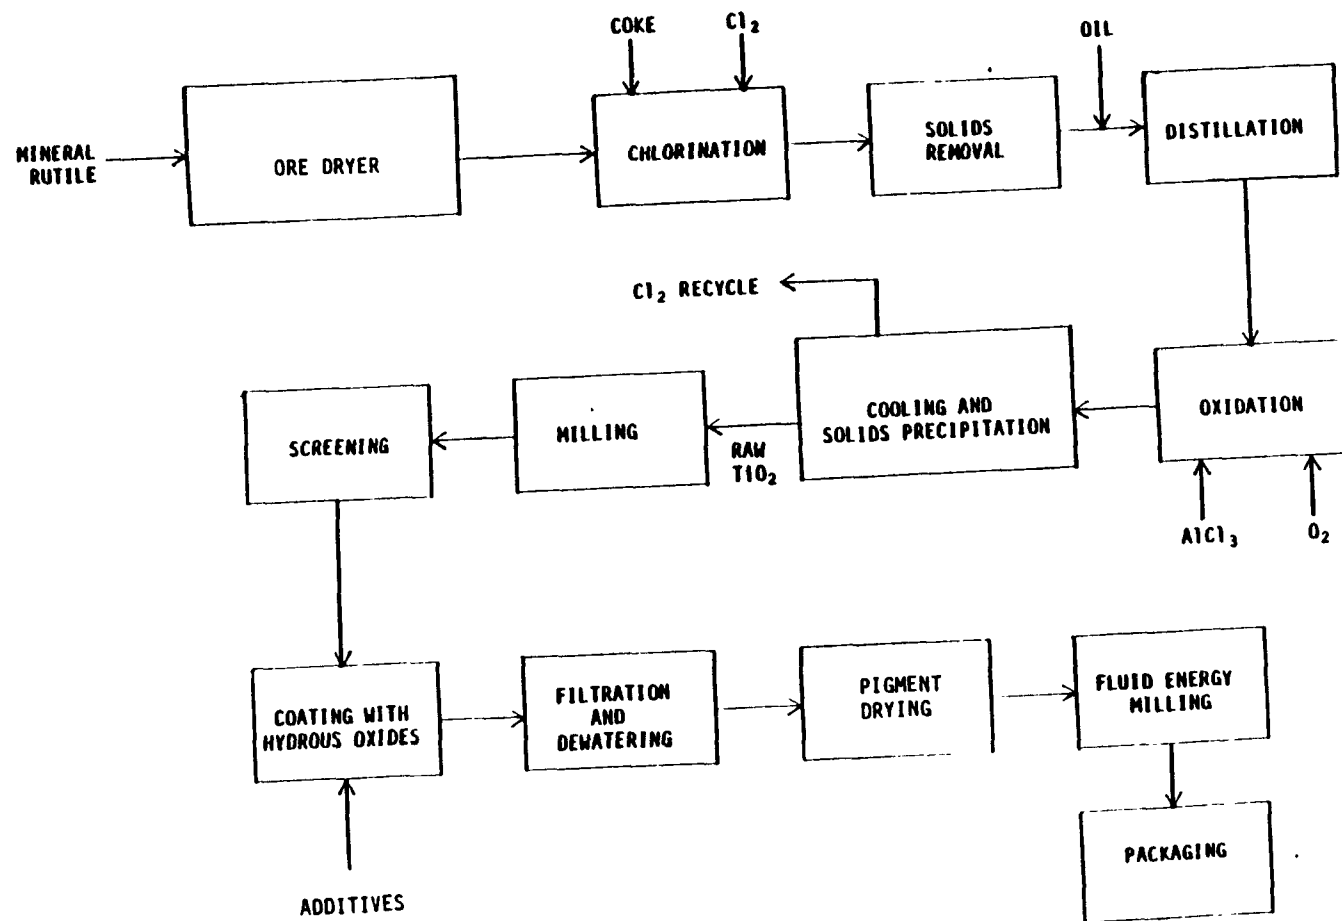 COKE
Cl₂
OIL
MINERAL
RUTILE
ORE DRYER
CHLORINATION
SOLIDS
REMOVAL
DISTILLATION
Cl₂ RECYCLE
SCREENING
MILLING
RAW
TiO₂
COOLING AND
SOLIDS PRECIPITATION
OXIDATION
AlCl₃
O₂
COATING WITH
HYDROUS OXIDES
FILTRATION
AND
DEWATERING
PIGMENT
DRYING
FLUID ENERGY
MILLING
PACKAGING
ADDITIVES